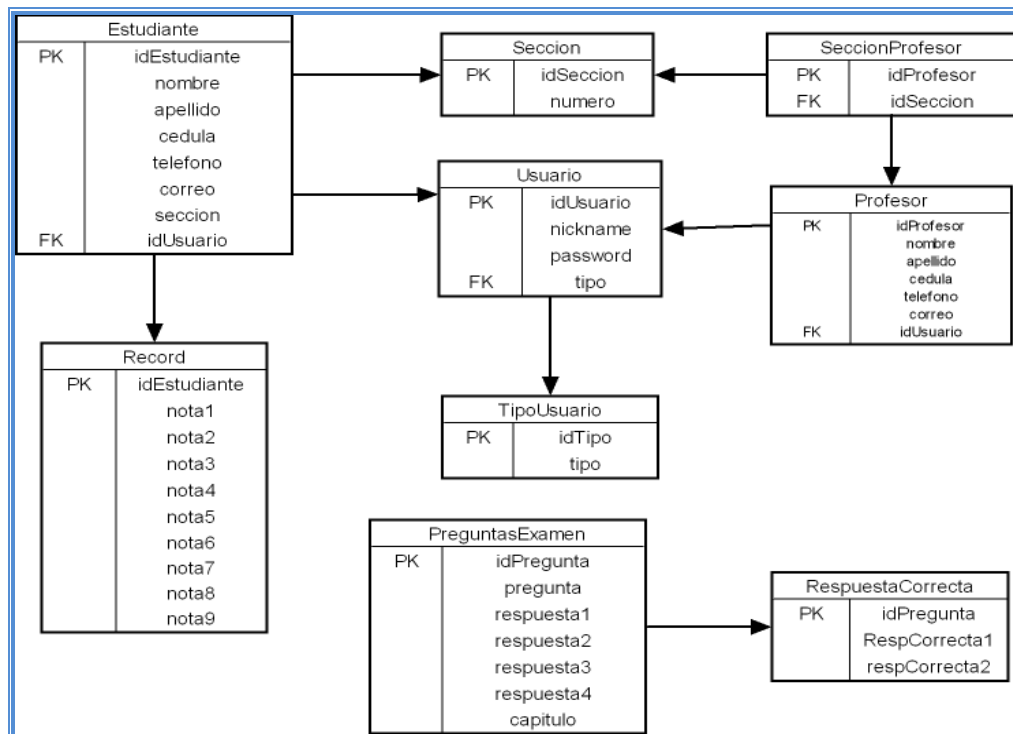 Estudiante
PK idEstudiante
nombre
apellido
cedula
telefono
correo
seccion
FK idUsuario
Seccion
PK idSeccion
numero
SeccionProfesor
PK idProfesor
FK idSeccion
Usuario
PK idUsuario
nickname
password
FK tipo
Profesor
PK idProfesor
nombre
apellido
cedula
telefono
correo
FK idUsuario
Record
PK idEstudiante
nota1
nota2
nota3
nota4
nota5
nota6
nota7
nota8
nota9
TipoUsuario
PK idTipo
tipo
PreguntasExamen
PK idPregunta
pregunta
respuesta1
respuesta2
respuesta3
respuesta4
capitulo
RespuestaCorrecta
PK idPregunta
RespCorrecta1
respCorrecta2